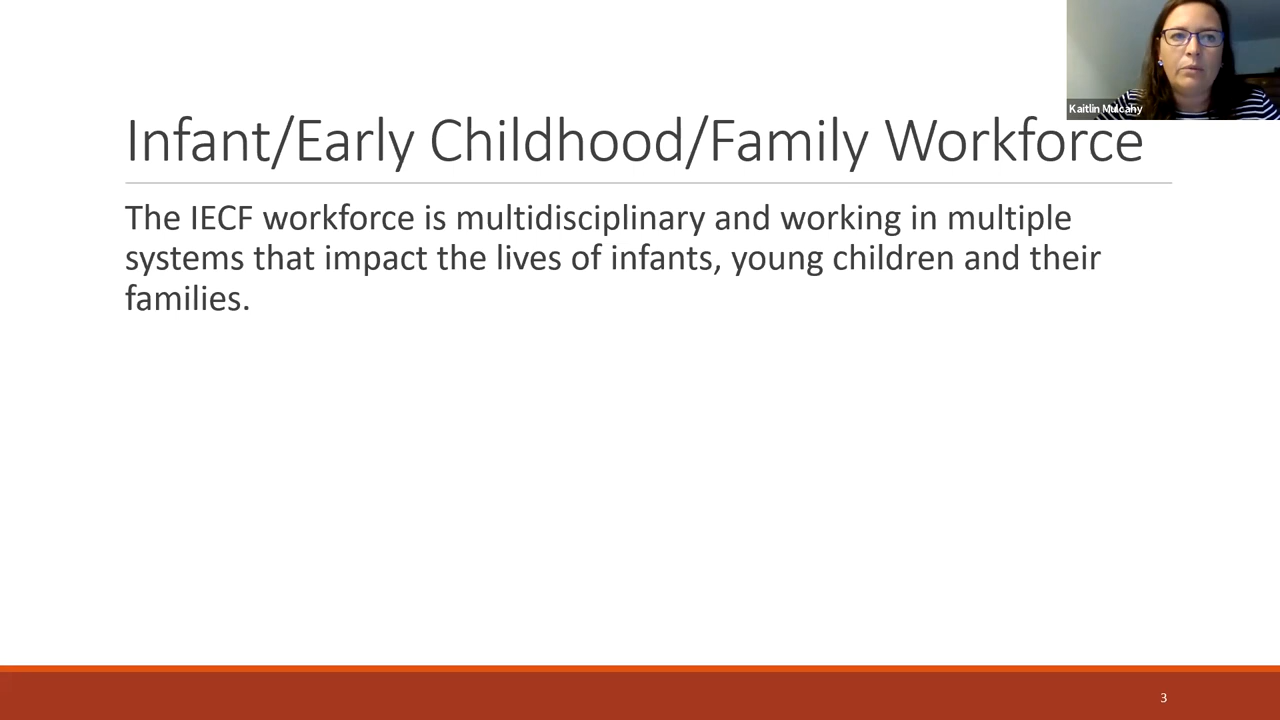 Kaitlin Mulcahy
Infant/Early Childhood/Family Workforce
The IECF workforce is multidisciplinary and working in multiple
systems that impact the lives of infants, young children and their
families.
3